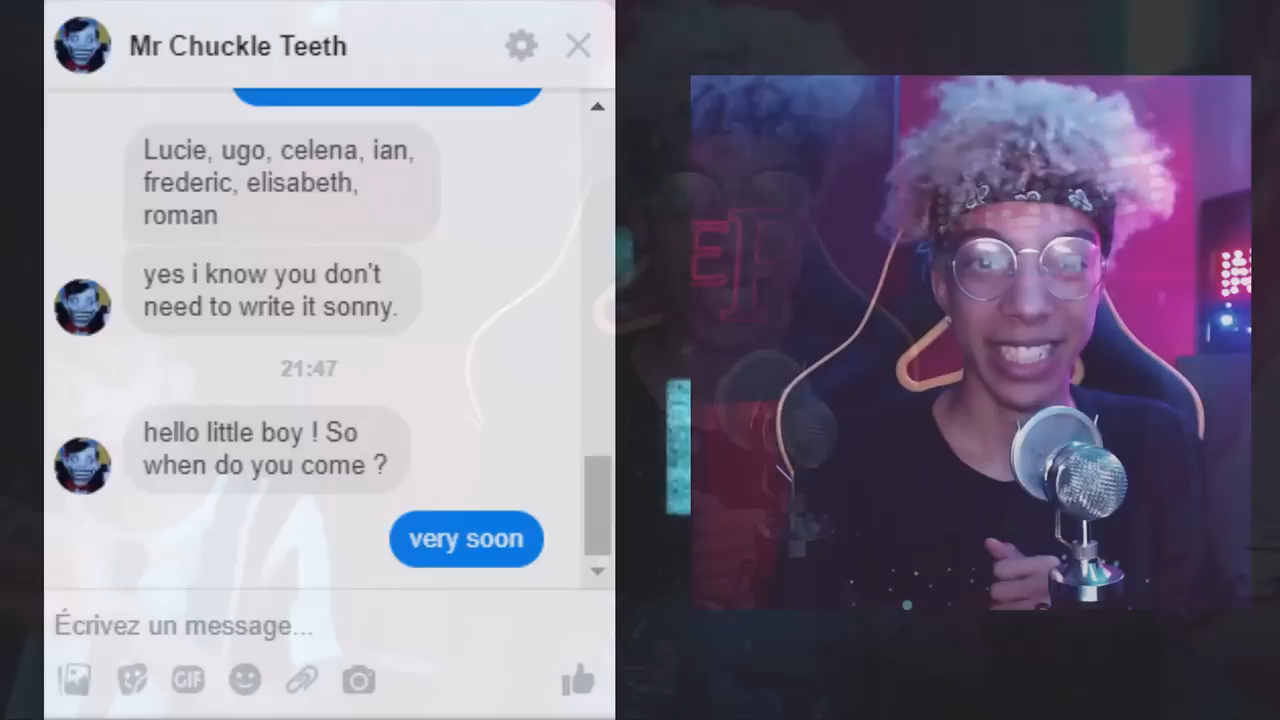 Mr Chuckle Teeth
Lucie, ugo, celena, ian,
frederic, elisabeth,
roman
yes i know you don't
need to write it sonny.
21:47
hello little boy ! So
when do you come ?
very soon
Écrivez un message...
GIF